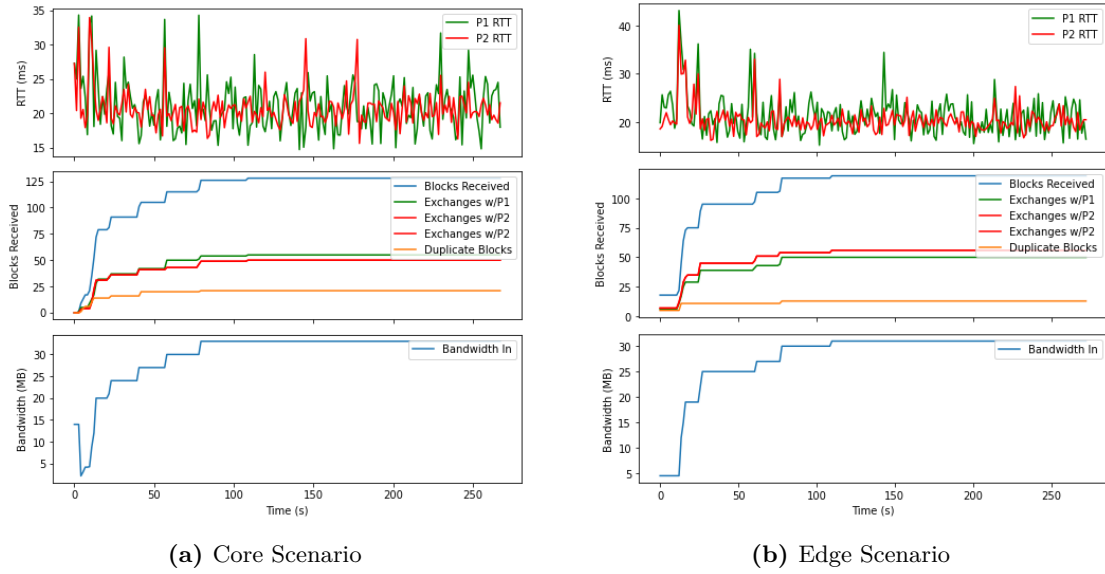 35
30
25
20
15
RTT (ms)
P1 RTT
P2 RTT
125
100
75
50
25
0
Blocks Received
Blocks Received
Exchanges w/P1
Exchanges w/P2
Exchanges w/P2
Duplicate Blocks
30
25
20
15
10
5
Bandwidth (MB)
Bandwidth In
0
50
100
150
200
250
Time (s)
(a) Core Scenario
40
30
20
RTT (ms)
P1 RTT
P2 RTT
100
75
50
25
0
Blocks Received
Blocks Received
Exchanges w/P1
Exchanges w/P2
Exchanges w/P2
Duplicate Blocks
30
25
20
15
10
5
Bandwidth (MB)
Bandwidth In
0
50
100
150
200
250
Time (s)
(b) Edge Scenario